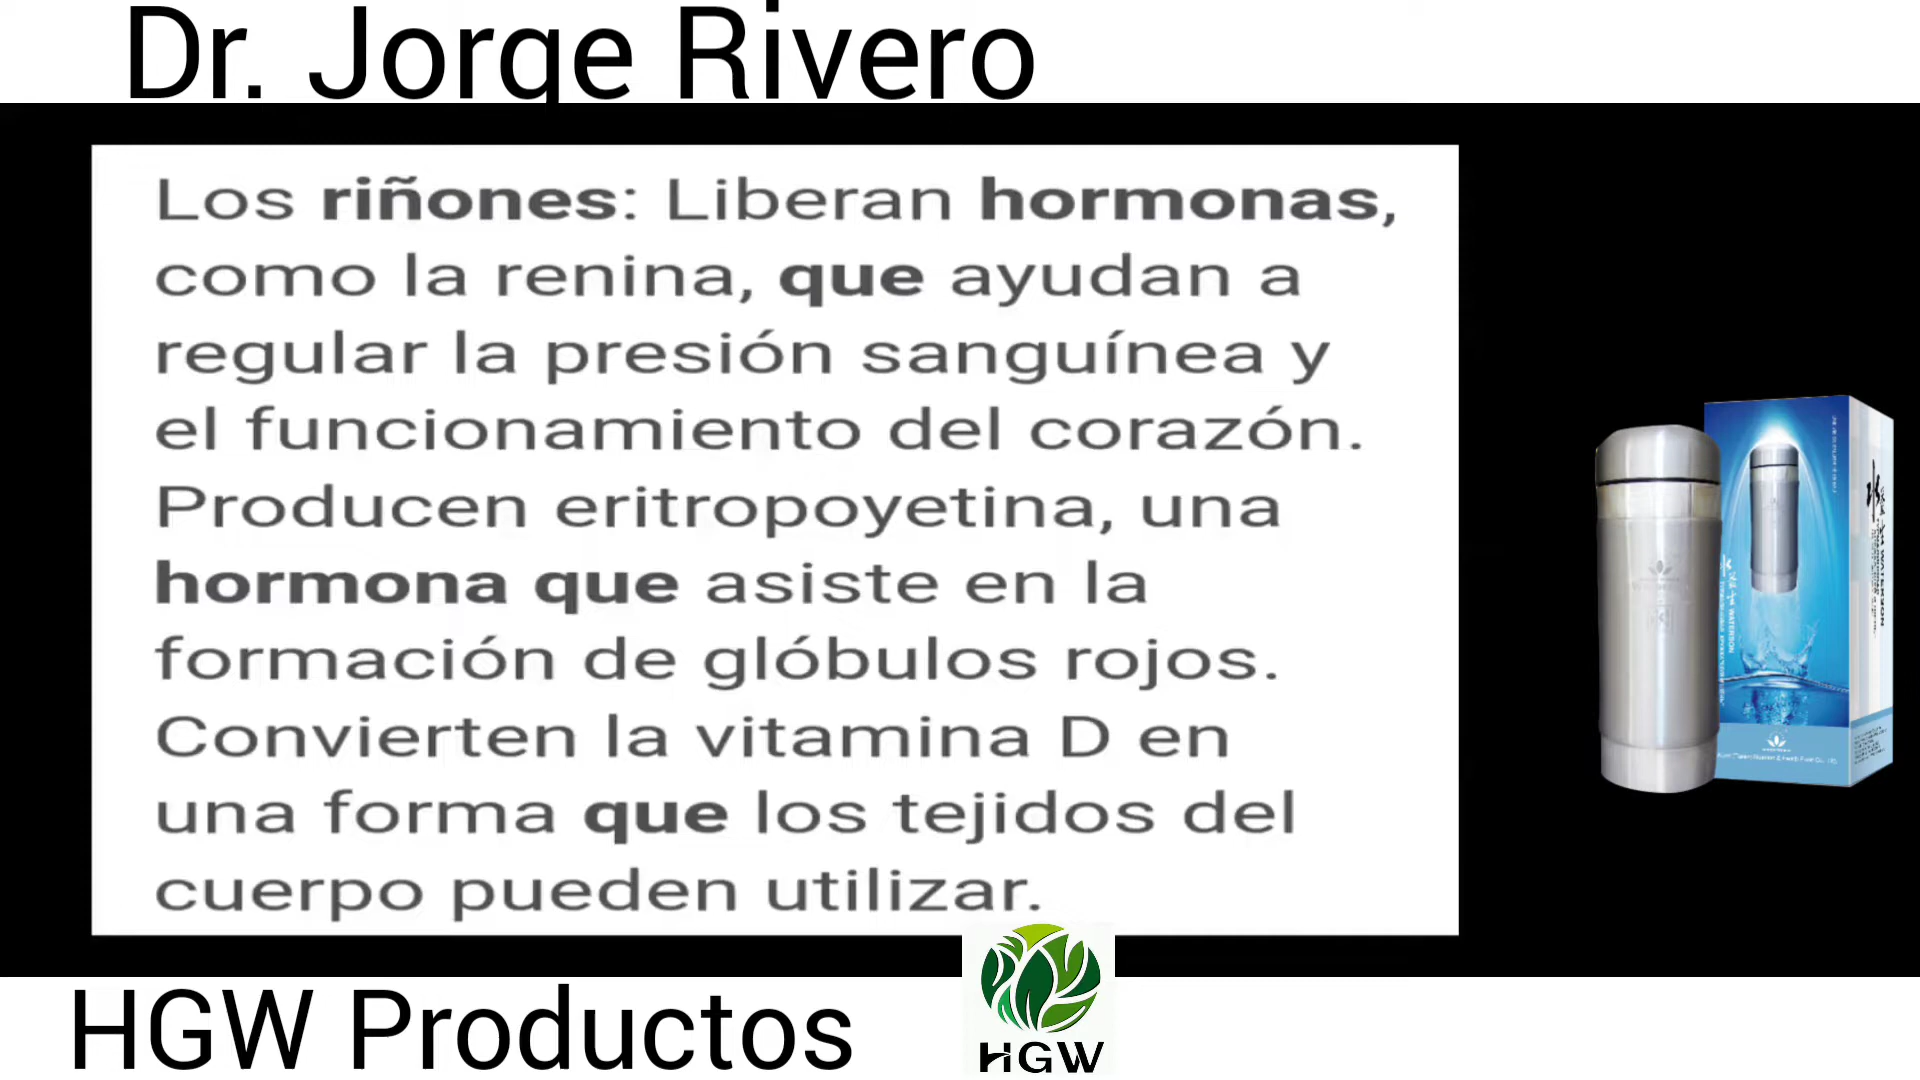 Dr. Jorge Rivero
Los riñones: Liberan hormonas,
como la renina, que ayudan a
regular la presión sanguínea y
el funcionamiento del corazón.
Producen eritropoyetina, una
hormona que asiste en la
formación de glóbulos rojos.
Convierten la vitamina D en
una forma que los tejidos del
cuerpo pueden utilizar.
HGW Productos
HGW